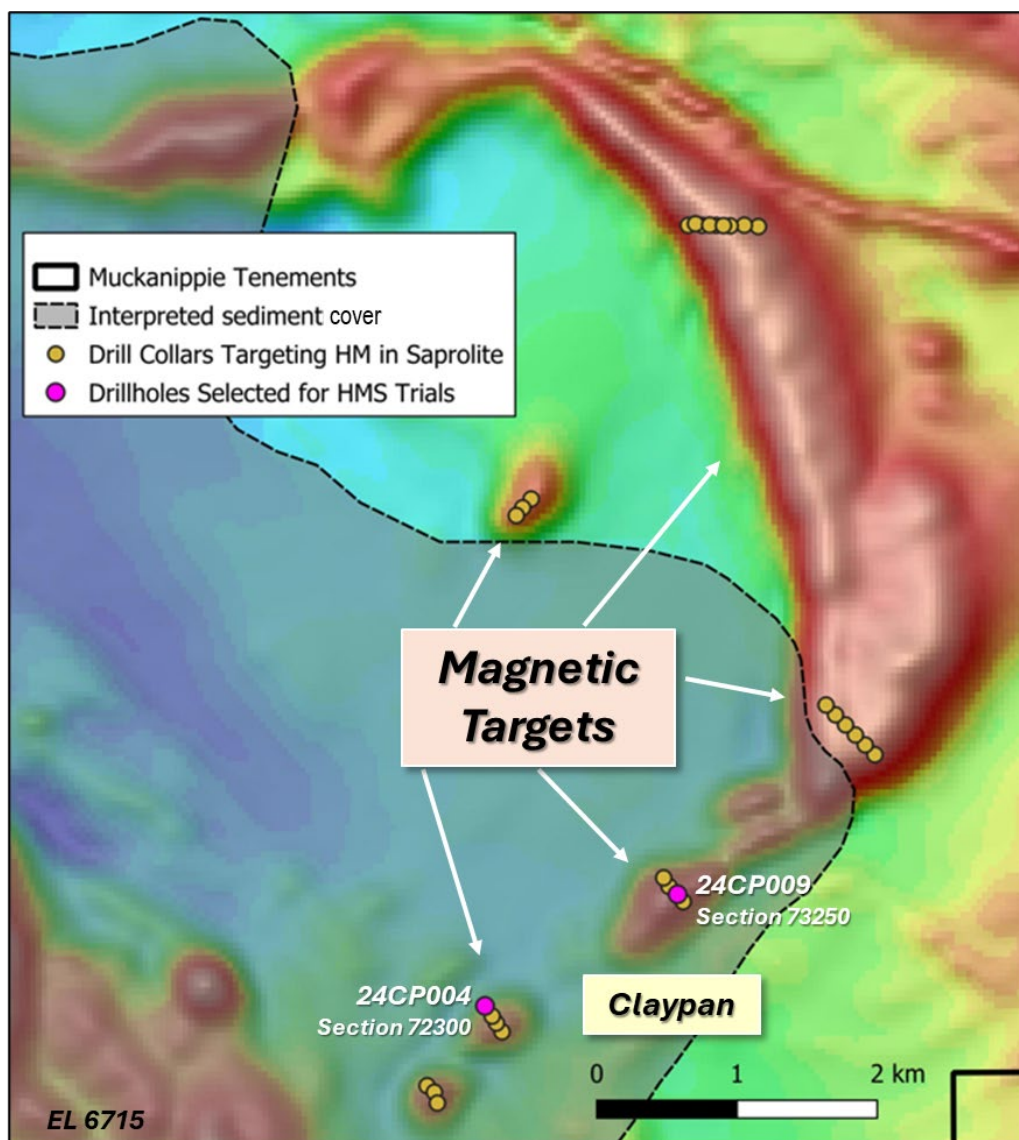 Muckanippie Tenements
Interpreted sediment cover
Drill Collars Targeting HM in Saprolite
Drillholes Selected for HMS Trials
Magnetic
Targets
24CP009
Section 73250
24CP004
Section 72300
Claypan
0 1 2 km
EL 6715